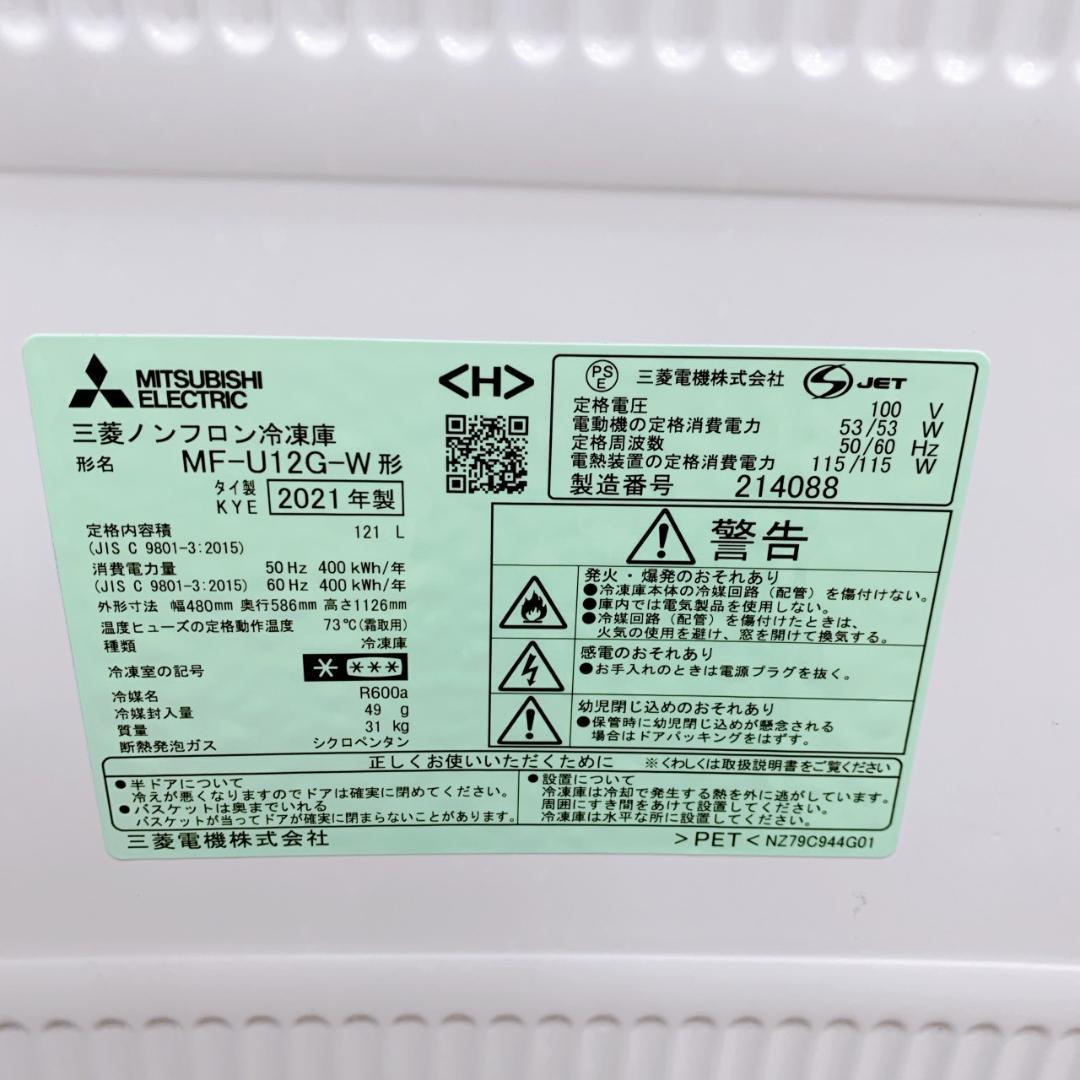 MITSUBISHI
ELECTRIC
三菱ノンフロン冷凍庫
形名 MF-U12G-W 形
タイ製
KYE 2021年製
定格内容積 121 L
(JIS C 9801-3:2015)
消費電力量 50 Hz 400 kWh/年
(JIS C 9801-3:2015) 60 Hz 400 kWh/年
外形寸法 幅480mm 奥行586mm 高さ1126mm
温度ヒューズの定格動作温度 73℃(霜取用)
種類 冷凍庫
冷凍室の記号 * ***
冷媒名 R600a
冷媒封入量 49 g
質量 31 kg
断熱発泡ガス シクロペンタン
<H>
PSE 三菱電機株式会社 S JET
定格電圧 100 V
電動機の定格消費電力 53/53 W
定格周波数 50/60 Hz
電熱装置の定格消費電力 115/115 W
製造番号 214088
警告
発火・爆発のおそれあり
●冷凍庫本体の冷媒回路(配管)を傷付けない。
●庫内では電気製品を使用しない。
●冷媒回路(配管)を傷付けたときは、
火気の使用を避け、窓を開けて換気する。
感電のおそれあり
●お手入れのときは電源プラグを抜く。
幼児閉じ込めのおそれあり
●保管時に幼児閉じ込めが懸念される
場合はドアパッキングをはずす。
正しくお使いいただくために ※くわしくは取扱説明書をご覧ください
●半ドアについて
冷えが悪くなりますのでドアは確実に閉めてください。
●バスケットは奥までいれる
バスケットが当ってドアが確実に閉まらないことがあります。
●設置について
冷凍庫は冷却で発生する熱を外に逃がしています。
周囲にすき間をあけて設置してください。
冷凍庫は水平な所に設置してください。
三菱電機株式会社
>PET< NZ79C944G01